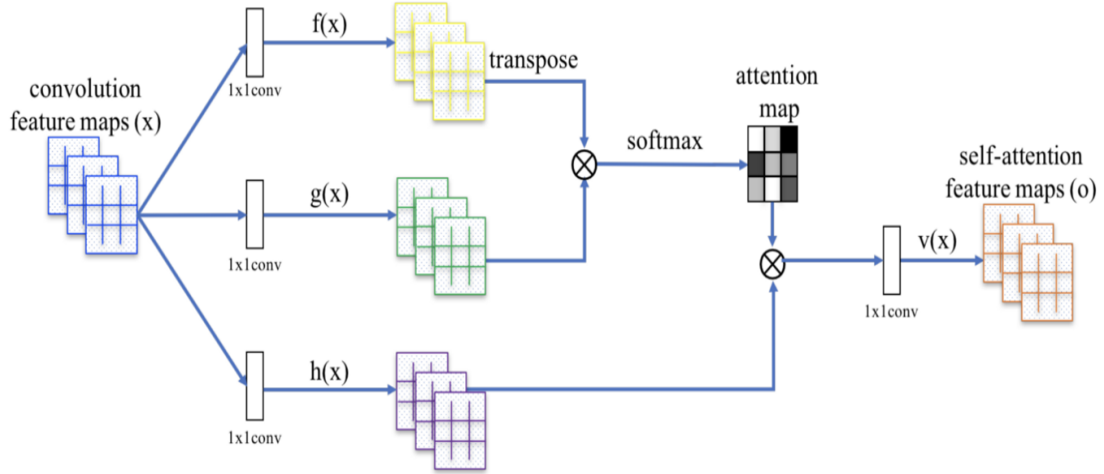 convolution
feature maps (x)
1x1conv
f(x)
transpose
1x1conv
g(x)
1x1conv
h(x)
softmax
attention
map
1x1conv
v(x)
self-attention
feature maps (o)